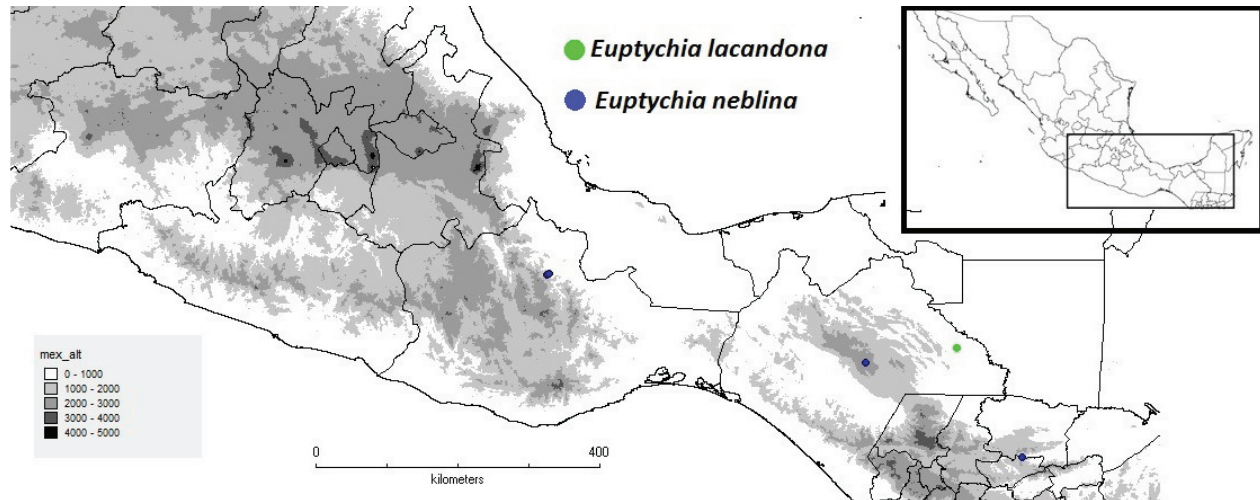 Euptychia lacandona
Euptychia neblina
mex_alt
0 - 1000
1000 - 2000
2000 - 3000
3000 - 4000
4000 - 5000
0
400
kilometers